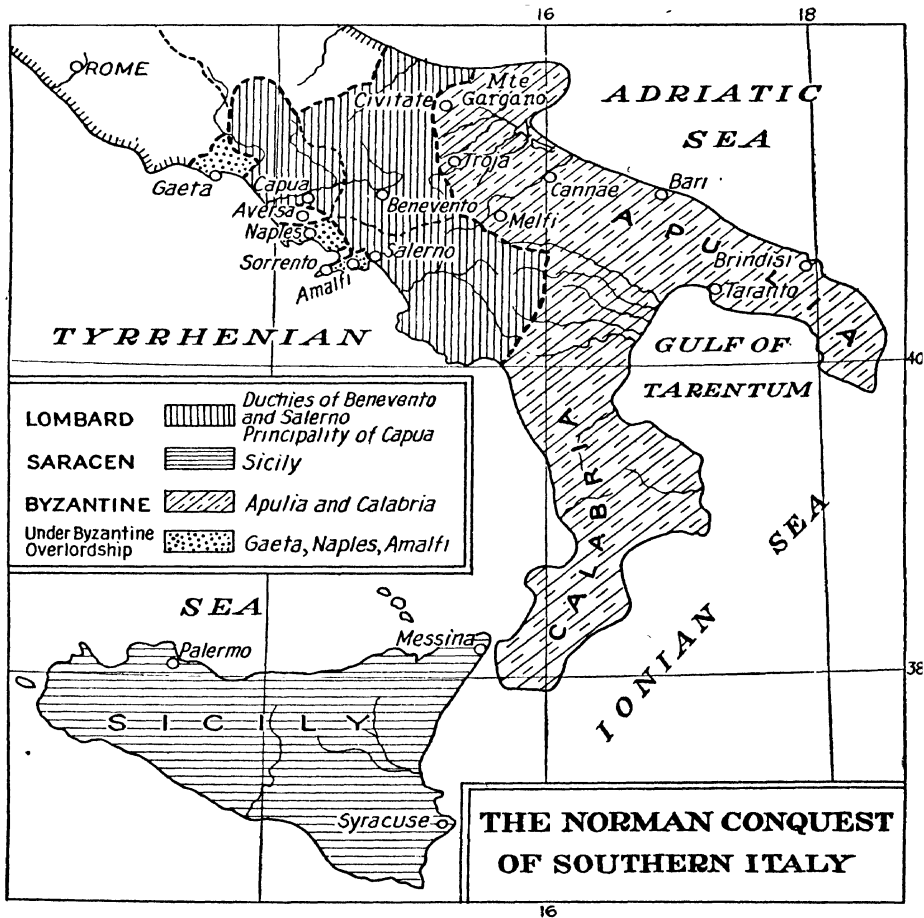 16 18
ROME
Civitate
Mte
Gargano
ADRIATIC
SEA
Troja
Gaeta
Capua
Cannae
Bari
Aversa
Benevento
Melfi
APULIA
Naples
Salerno
Sorrento
Amalfi
Brindisi
Taranto
TYRRHENIAN
GULF OF
TARENTUM
40
LOMBARD
Duchies of Benevento
and Salerno
Principality of Capua
SARACEN Sicily
BYZANTINE Apulia and Calabria
Under Byzantine
Overlordship
Gaeta, Naples, Amalfi
CALABRIA
SEA
SEA
IONIAN
Messina
Palermo
38
SICILY
Syracuse
THE NORMAN CONQUEST
OF SOUTHERN ITALY
16